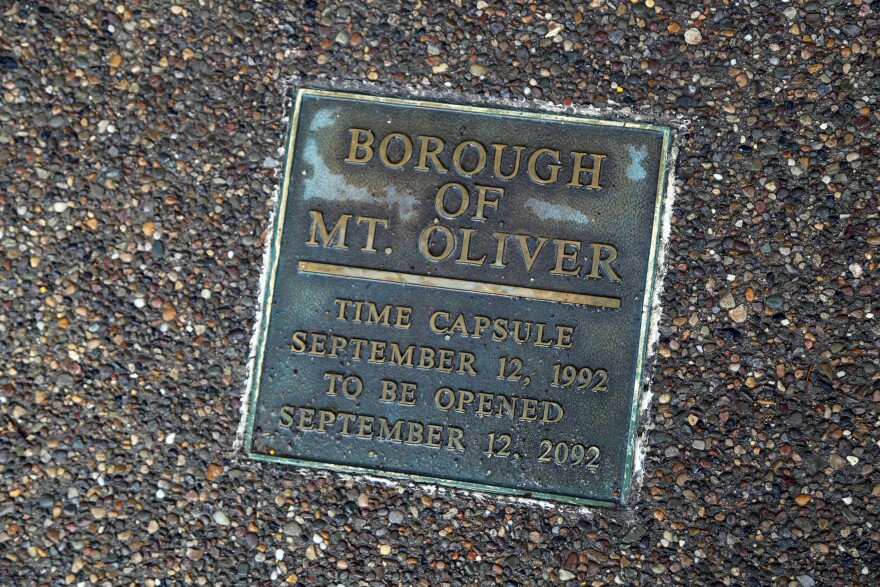 BOROUGH
OF
MT. OLIVER
TIME CAPSULE
SEPTEMBER 12, 1992
TO BE OPENED
SEPTEMBER 12, 2092